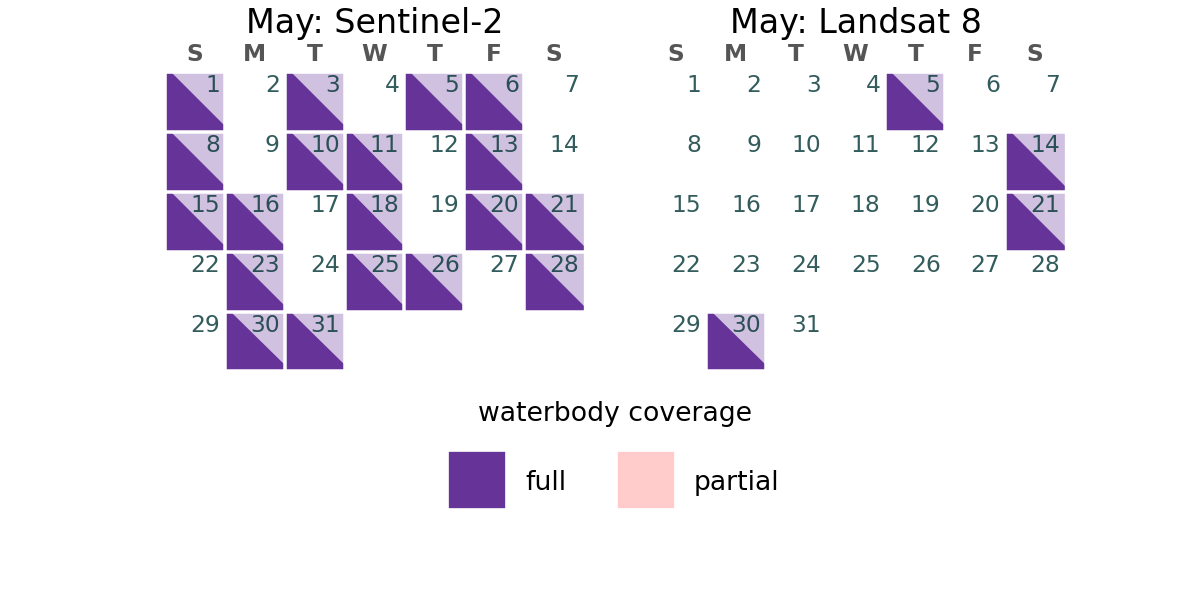 May: Sentinel-2
S M T W T F S
1 2 3 4 5 6 7
8 9 10 11 12 13 14
15 16 17 18 19 20 21
22 23 24 25 26 27 28
29 30 31
May: Landsat 8
S M T W T F S
1 2 3 4 5 6 7
8 9 10 11 12 13 14
15 16 17 18 19 20 21
22 23 24 25 26 27 28
29 30 31
waterbody coverage
full partial